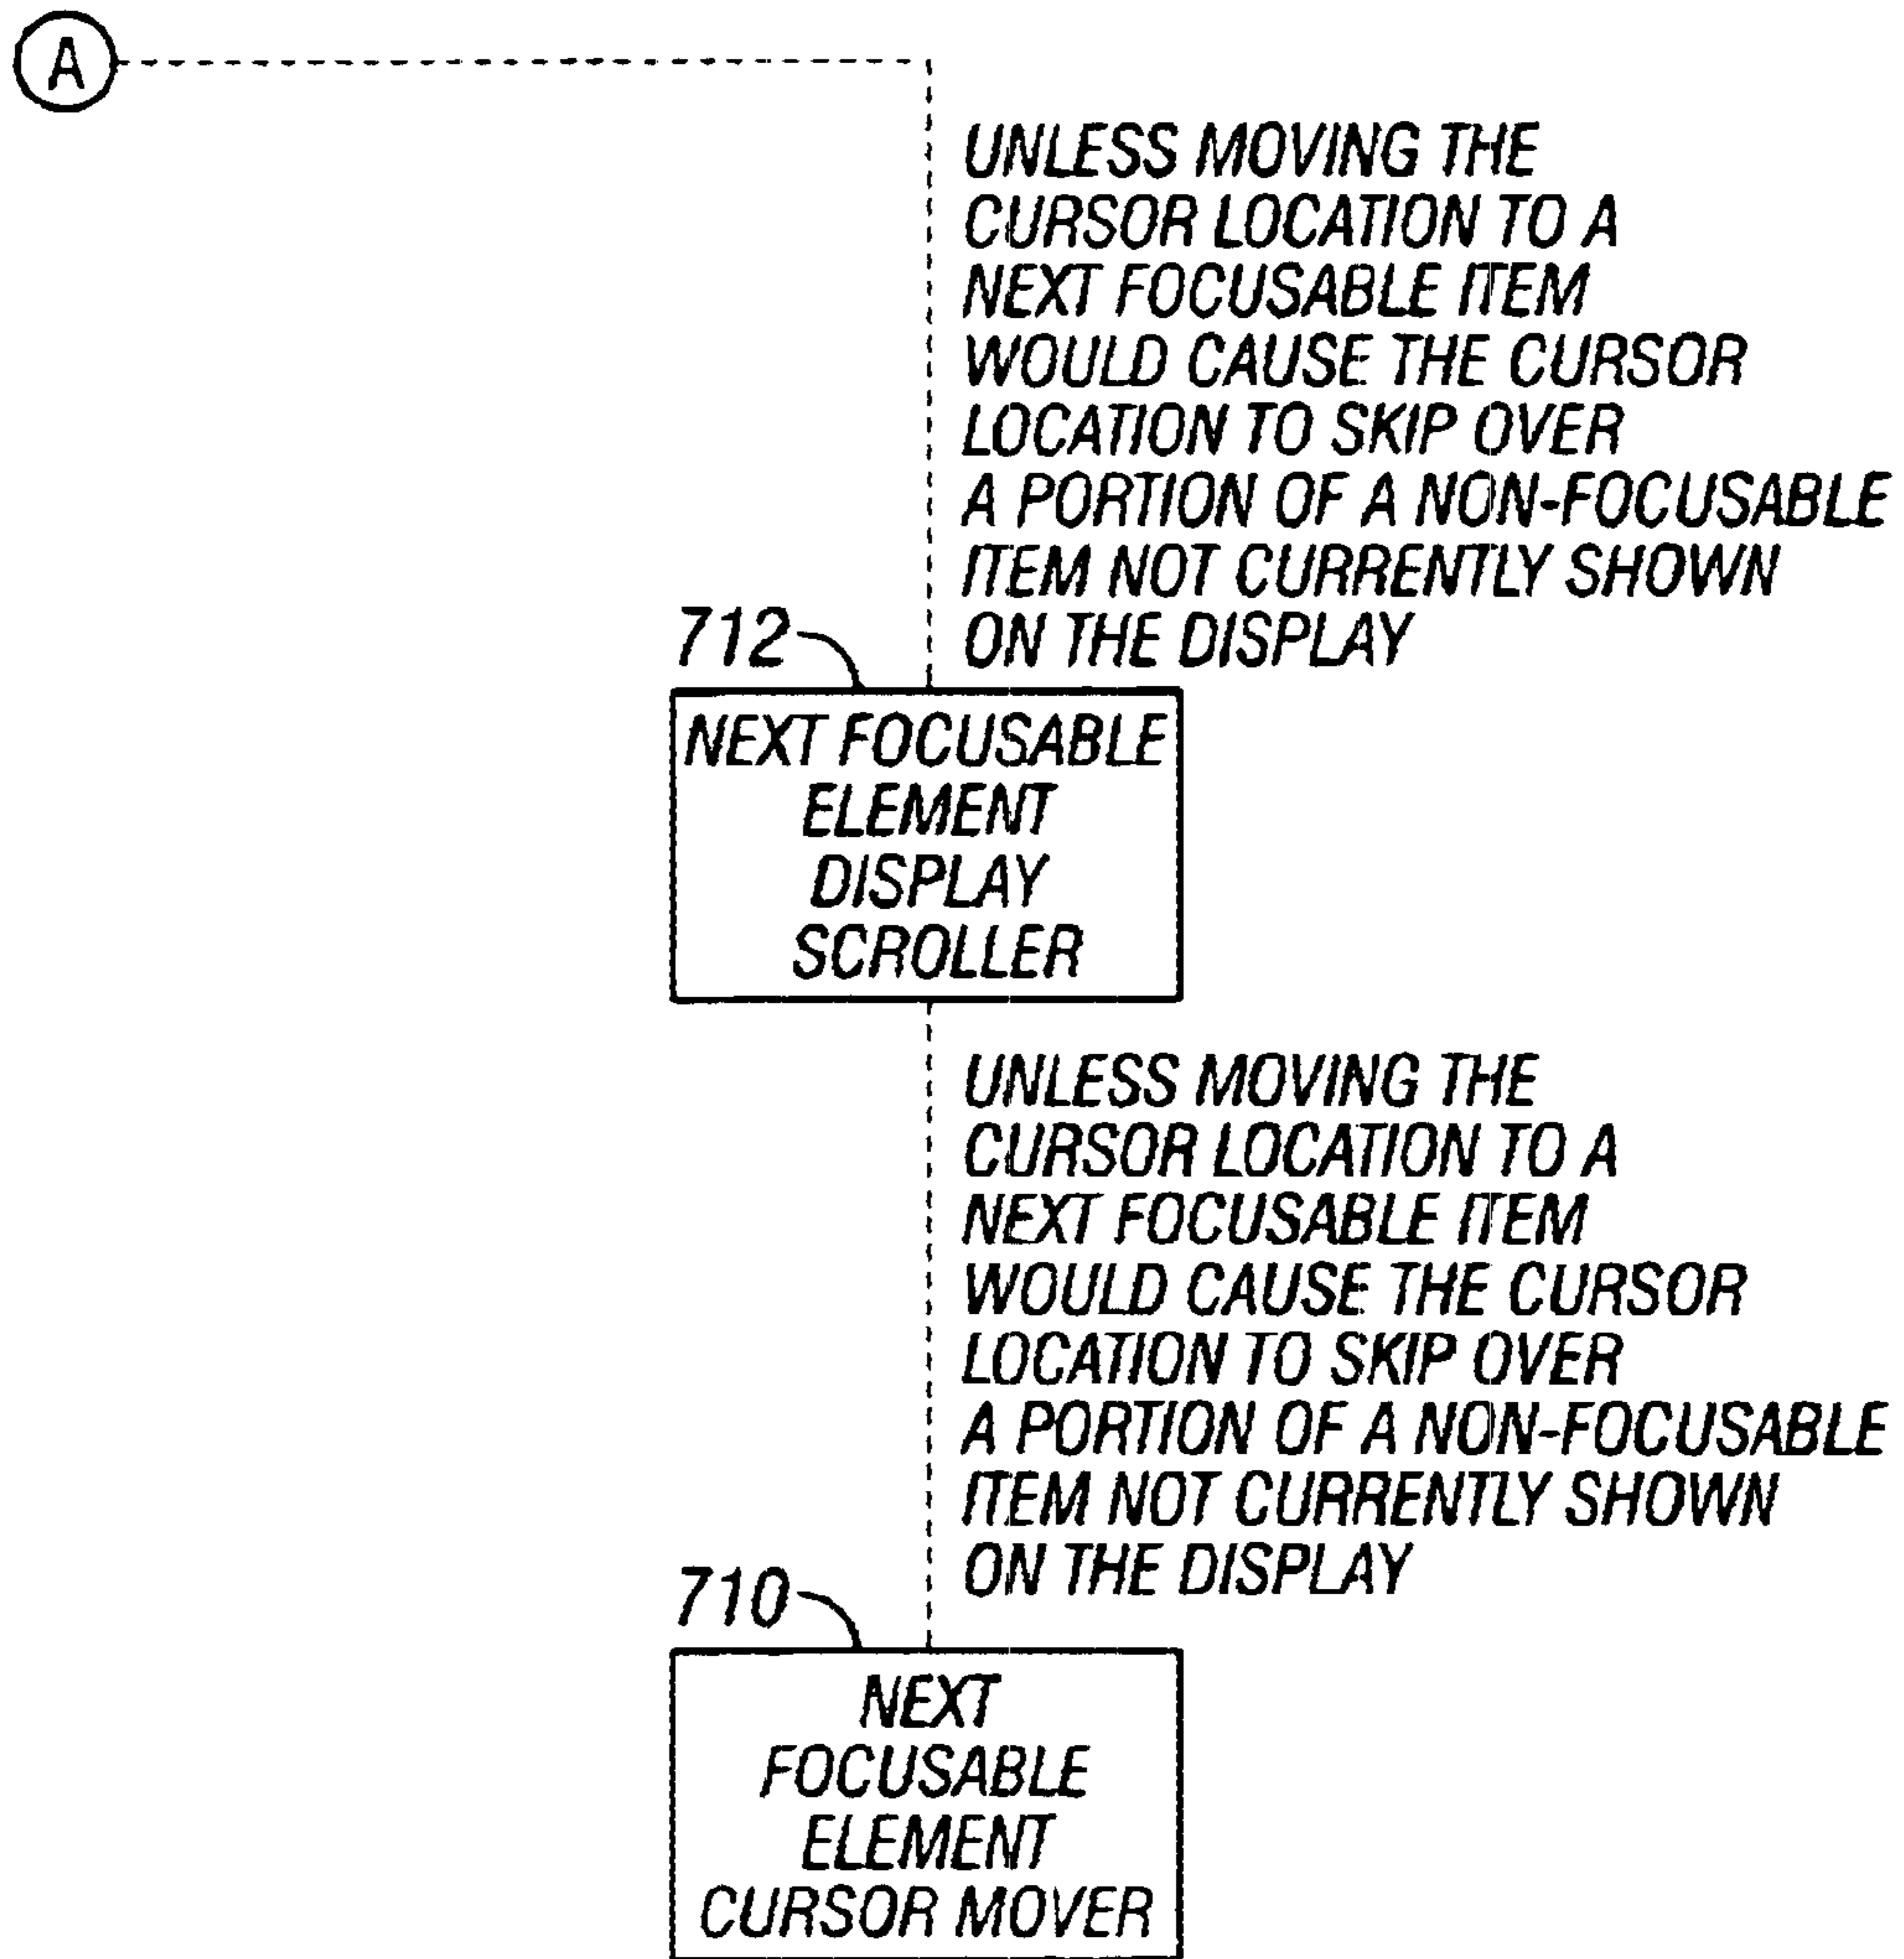 A
UNLESS MOVING THE
CURSOR LOCATION TO A
NEXT FOCUSABLE ITEM
WOULD CAUSE THE CURSOR
LOCATION TO SKIP OVER
A PORTION OF A NON-FOCUSABLE
ITEM NOT CURRENTLY SHOWN
ON THE DISPLAY
712
NEXT FOCUSABLE
ELEMENT
DISPLAY
SCROLLER
UNLESS MOVING THE
CURSOR LOCATION TO A
NEXT FOCUSABLE ITEM
WOULD CAUSE THE CURSOR
LOCATION TO SKIP OVER
A PORTION OF A NON-FOCUSABLE
ITEM NOT CURRENTLY SHOWN
ON THE DISPLAY
710
NEXT
FOCUSABLE
ELEMENT
CURSOR MOVER